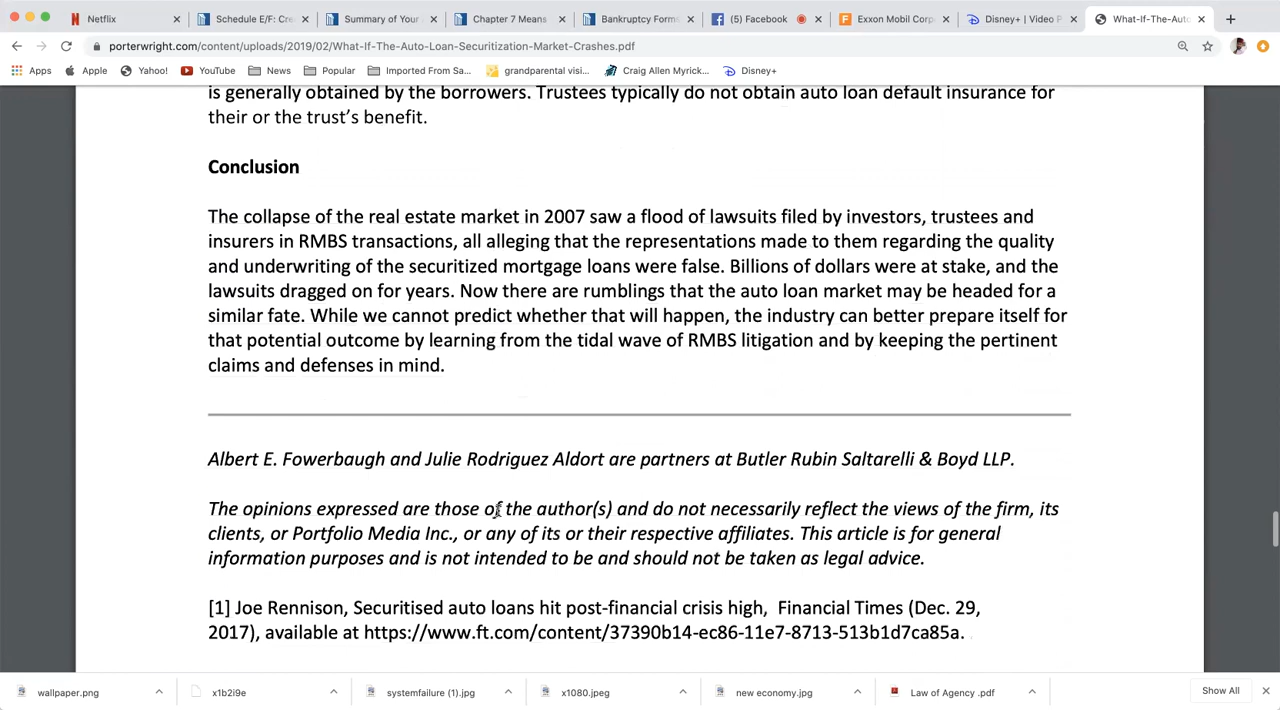 Netflix
Schedule E/F: Cre
Summary of Your
Chapter 7 Means
Bankruptcy Form
(5) Facebook
Exxon Mobil Corp
Disney+ | Video P
What-If-The-Auto
porterwright.com/content/uploads/2019/02/What-If-The-Auto-Loan-Securitization-Market-Crashes.pdf
Apps
Apple
Yahoo!
YouTube
News
Popular
Imported From Sa...
grandparental visi...
Craig Allen Myrick...
Disney+
is generally obtained by the borrowers. Trustees typically do not obtain auto loan default insurance for
their or the trust's benefit.
Conclusion
The collapse of the real estate market in 2007 saw a flood of lawsuits filed by investors, trustees and
insurers in RMBS transactions, all alleging that the representations made to them regarding the quality
and underwriting of the securitized mortgage loans were false. Billions of dollars were at stake, and the
lawsuits dragged on for years. Now there are rumblings that the auto loan market may be headed for a
similar fate. While we cannot predict whether that will happen, the industry can better prepare itself for
that potential outcome by learning from the tidal wave of RMBS litigation and by keeping the pertinent
claims and defenses in mind.
Albert E. Fowerbaugh and Julie Rodriguez Aldort are partners at Butler Rubin Saltarelli & Boyd LLP.
The opinions expressed are those of the author(s) and do not necessarily reflect the views of the firm, its
clients, or Portfolio Media Inc., or any of its or their respective affiliates. This article is for general
information purposes and is not intended to be and should not be taken as legal advice.
[1] Joe Rennison, Securitised auto loans hit post-financial crisis high, Financial Times (Dec. 29,
2017), available at https://www.ft.com/content/37390b14-ec86-11e7-8713-513b1d7ca85a.
wallpaper.png
x1b2i9e
systemfailure (1).jpg
x1080.jpeg
new economy.jpg
Law of Agency .pdf
Show All